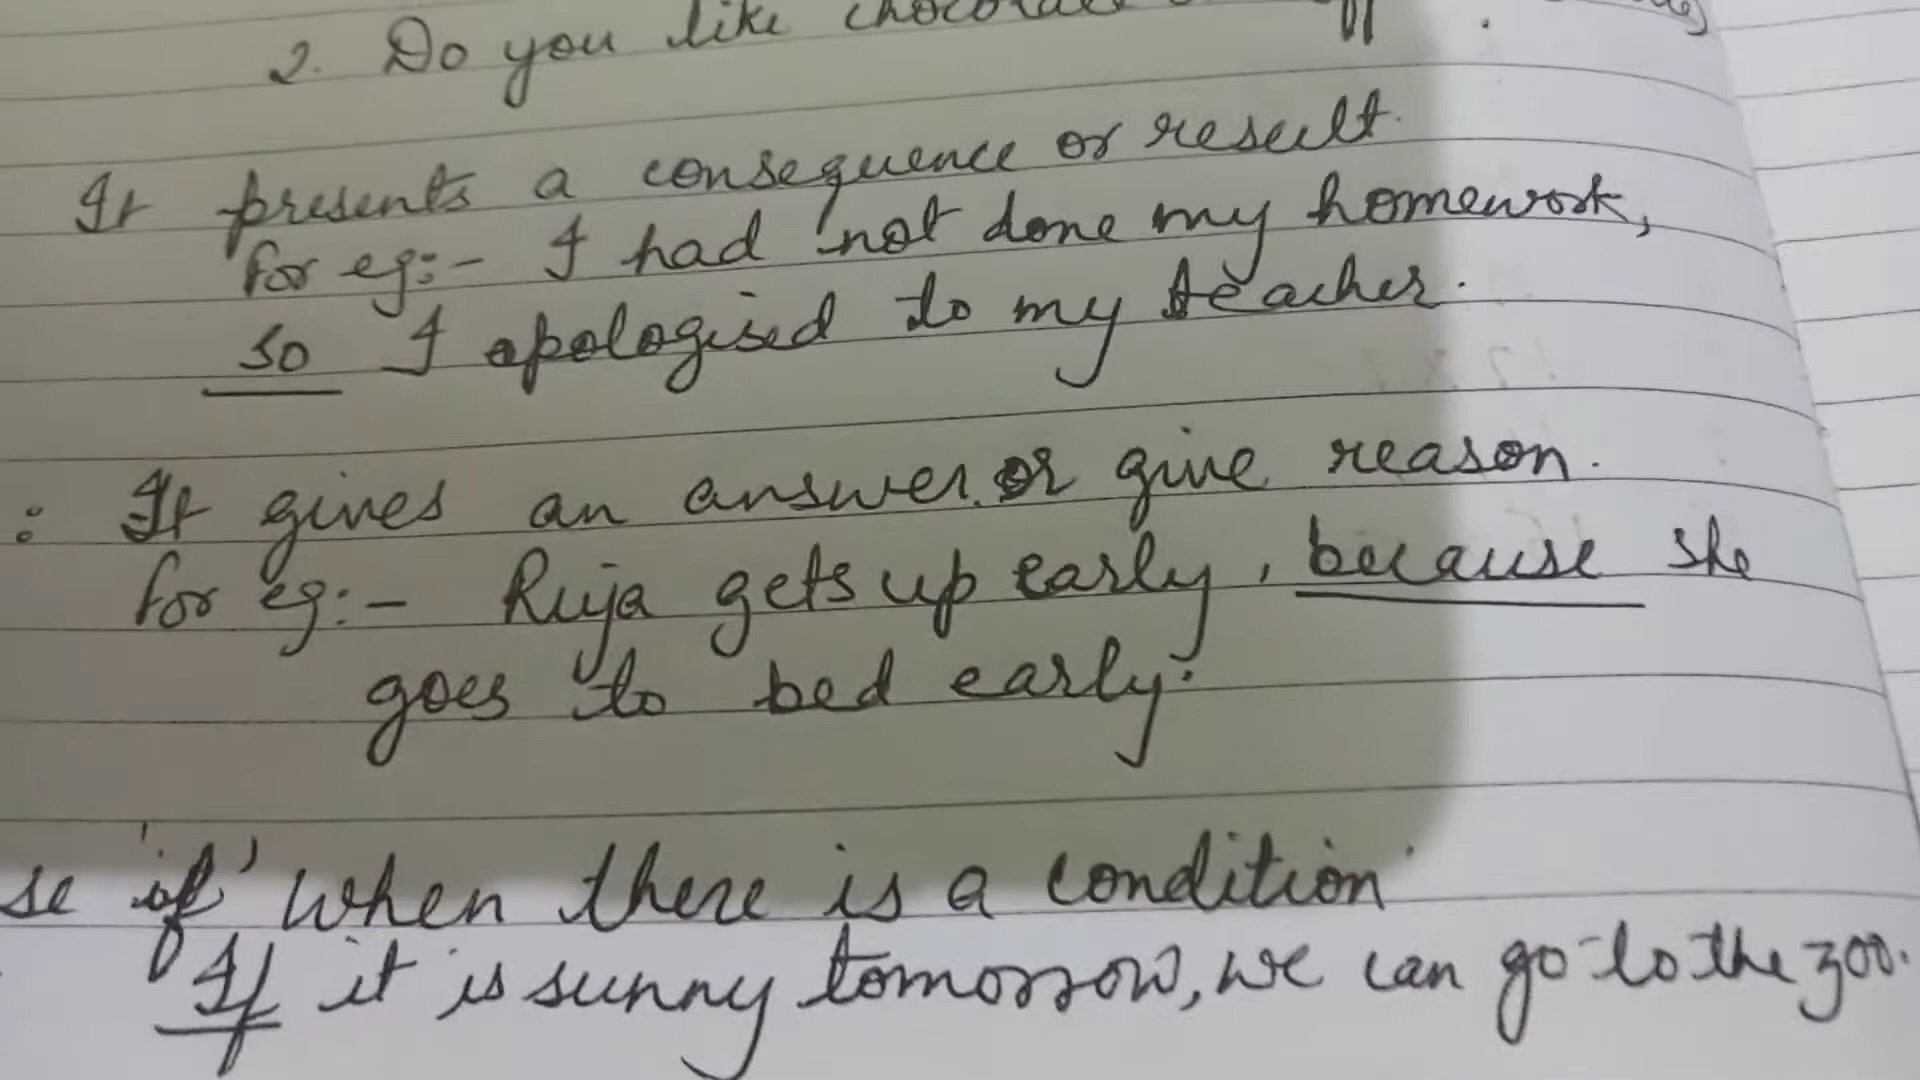 2. Do you like chocolate
It presents a consequence or result.
for eg:- I had not done my homework,
so I apologised to my teacher.
: It gives an answer or give reason.
for eg:- Ruja gets up early, because she
goes to bed early.
se 'if' when there is a condition
If it is sunny tomorrow, we can go to the zoo.